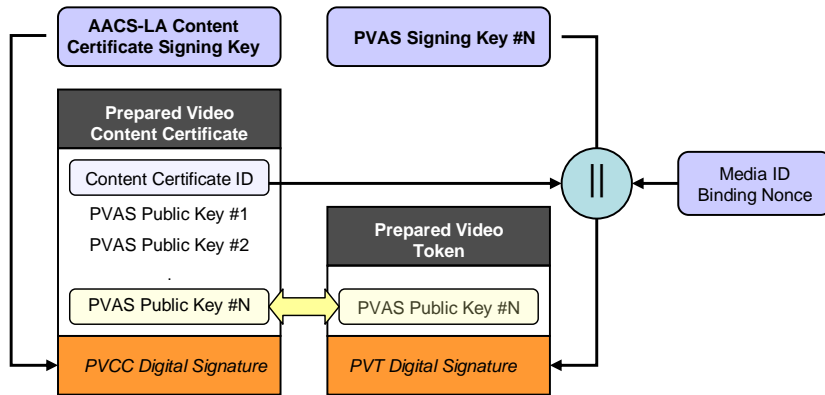 AACS-LA Content
Certificate Signing Key
PVAS Signing Key #N
Prepared Video
Content Certificate
Content Certificate ID
PVAS Public Key #1
PVAS Public Key #2
.
PVAS Public Key #N
PVCC Digital Signature
Prepared Video
Token
PVAS Public Key #N
PVT Digital Signature
||
Media ID
Binding Nonce